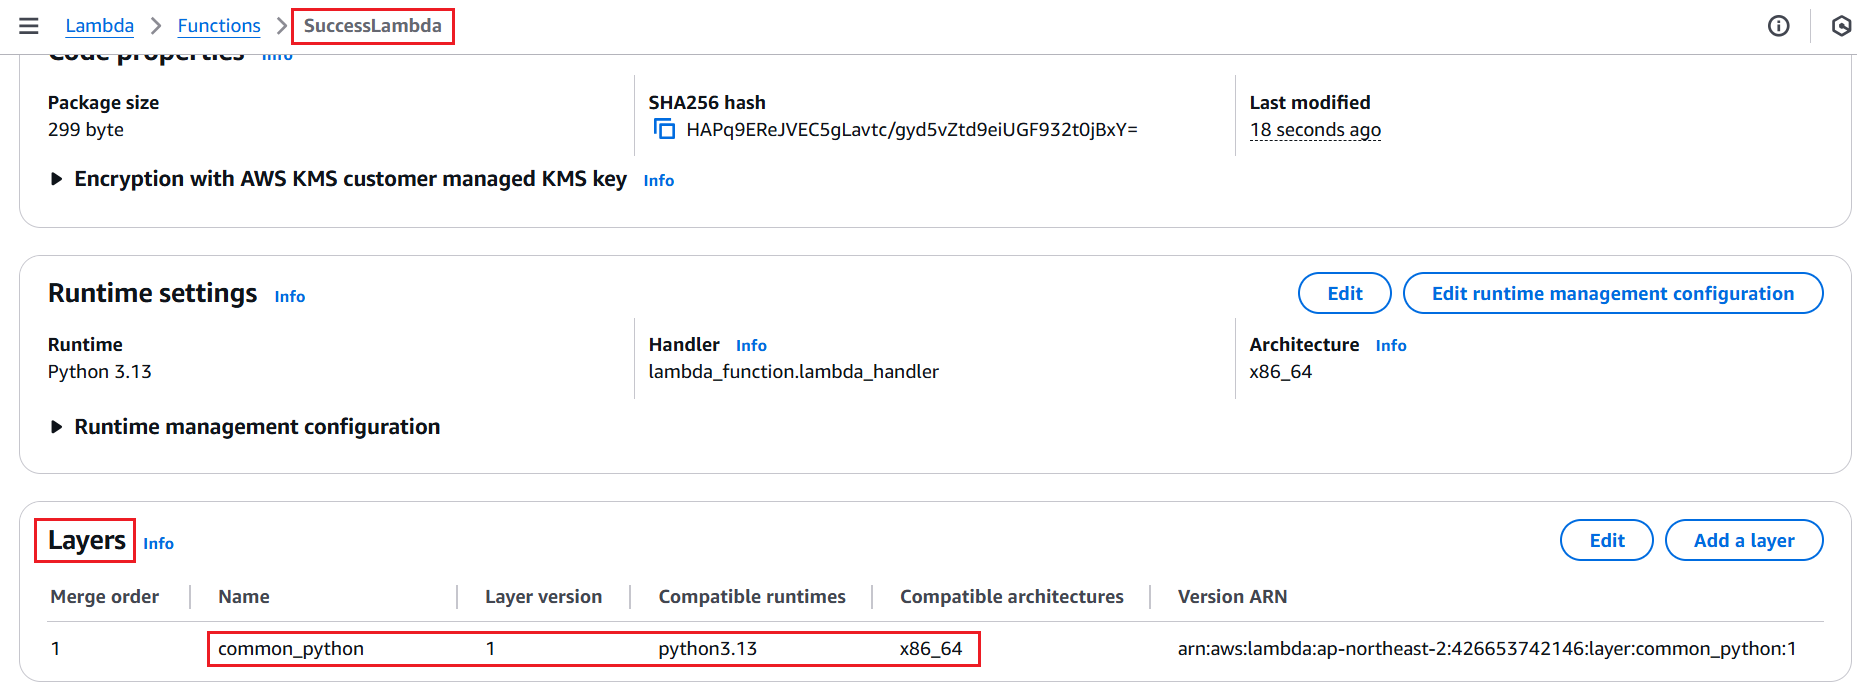 Lambda > Functions > SuccessLambda
Code properties Info
Package size
299 byte
SHA256 hash
HAPq9EReJVEC5gLavtc/gyd5vZtd9eiUGF932t0jBxY=
Last modified
18 seconds ago
Encryption with AWS KMS customer managed KMS key Info
Runtime settings Info
Edit
Edit runtime management configuration
Runtime
Python 3.13
Handler Info
lambda_function.lambda_handler
Architecture Info
x86_64
Runtime management configuration
Layers Info
Edit
Add a layer
Merge order Name Layer version Compatible runtimes Compatible architectures Version ARN
1 common_python 1 python3.13 x86_64 arn:aws:lambda:ap-northeast-2:426653742146:layer:common_python:1